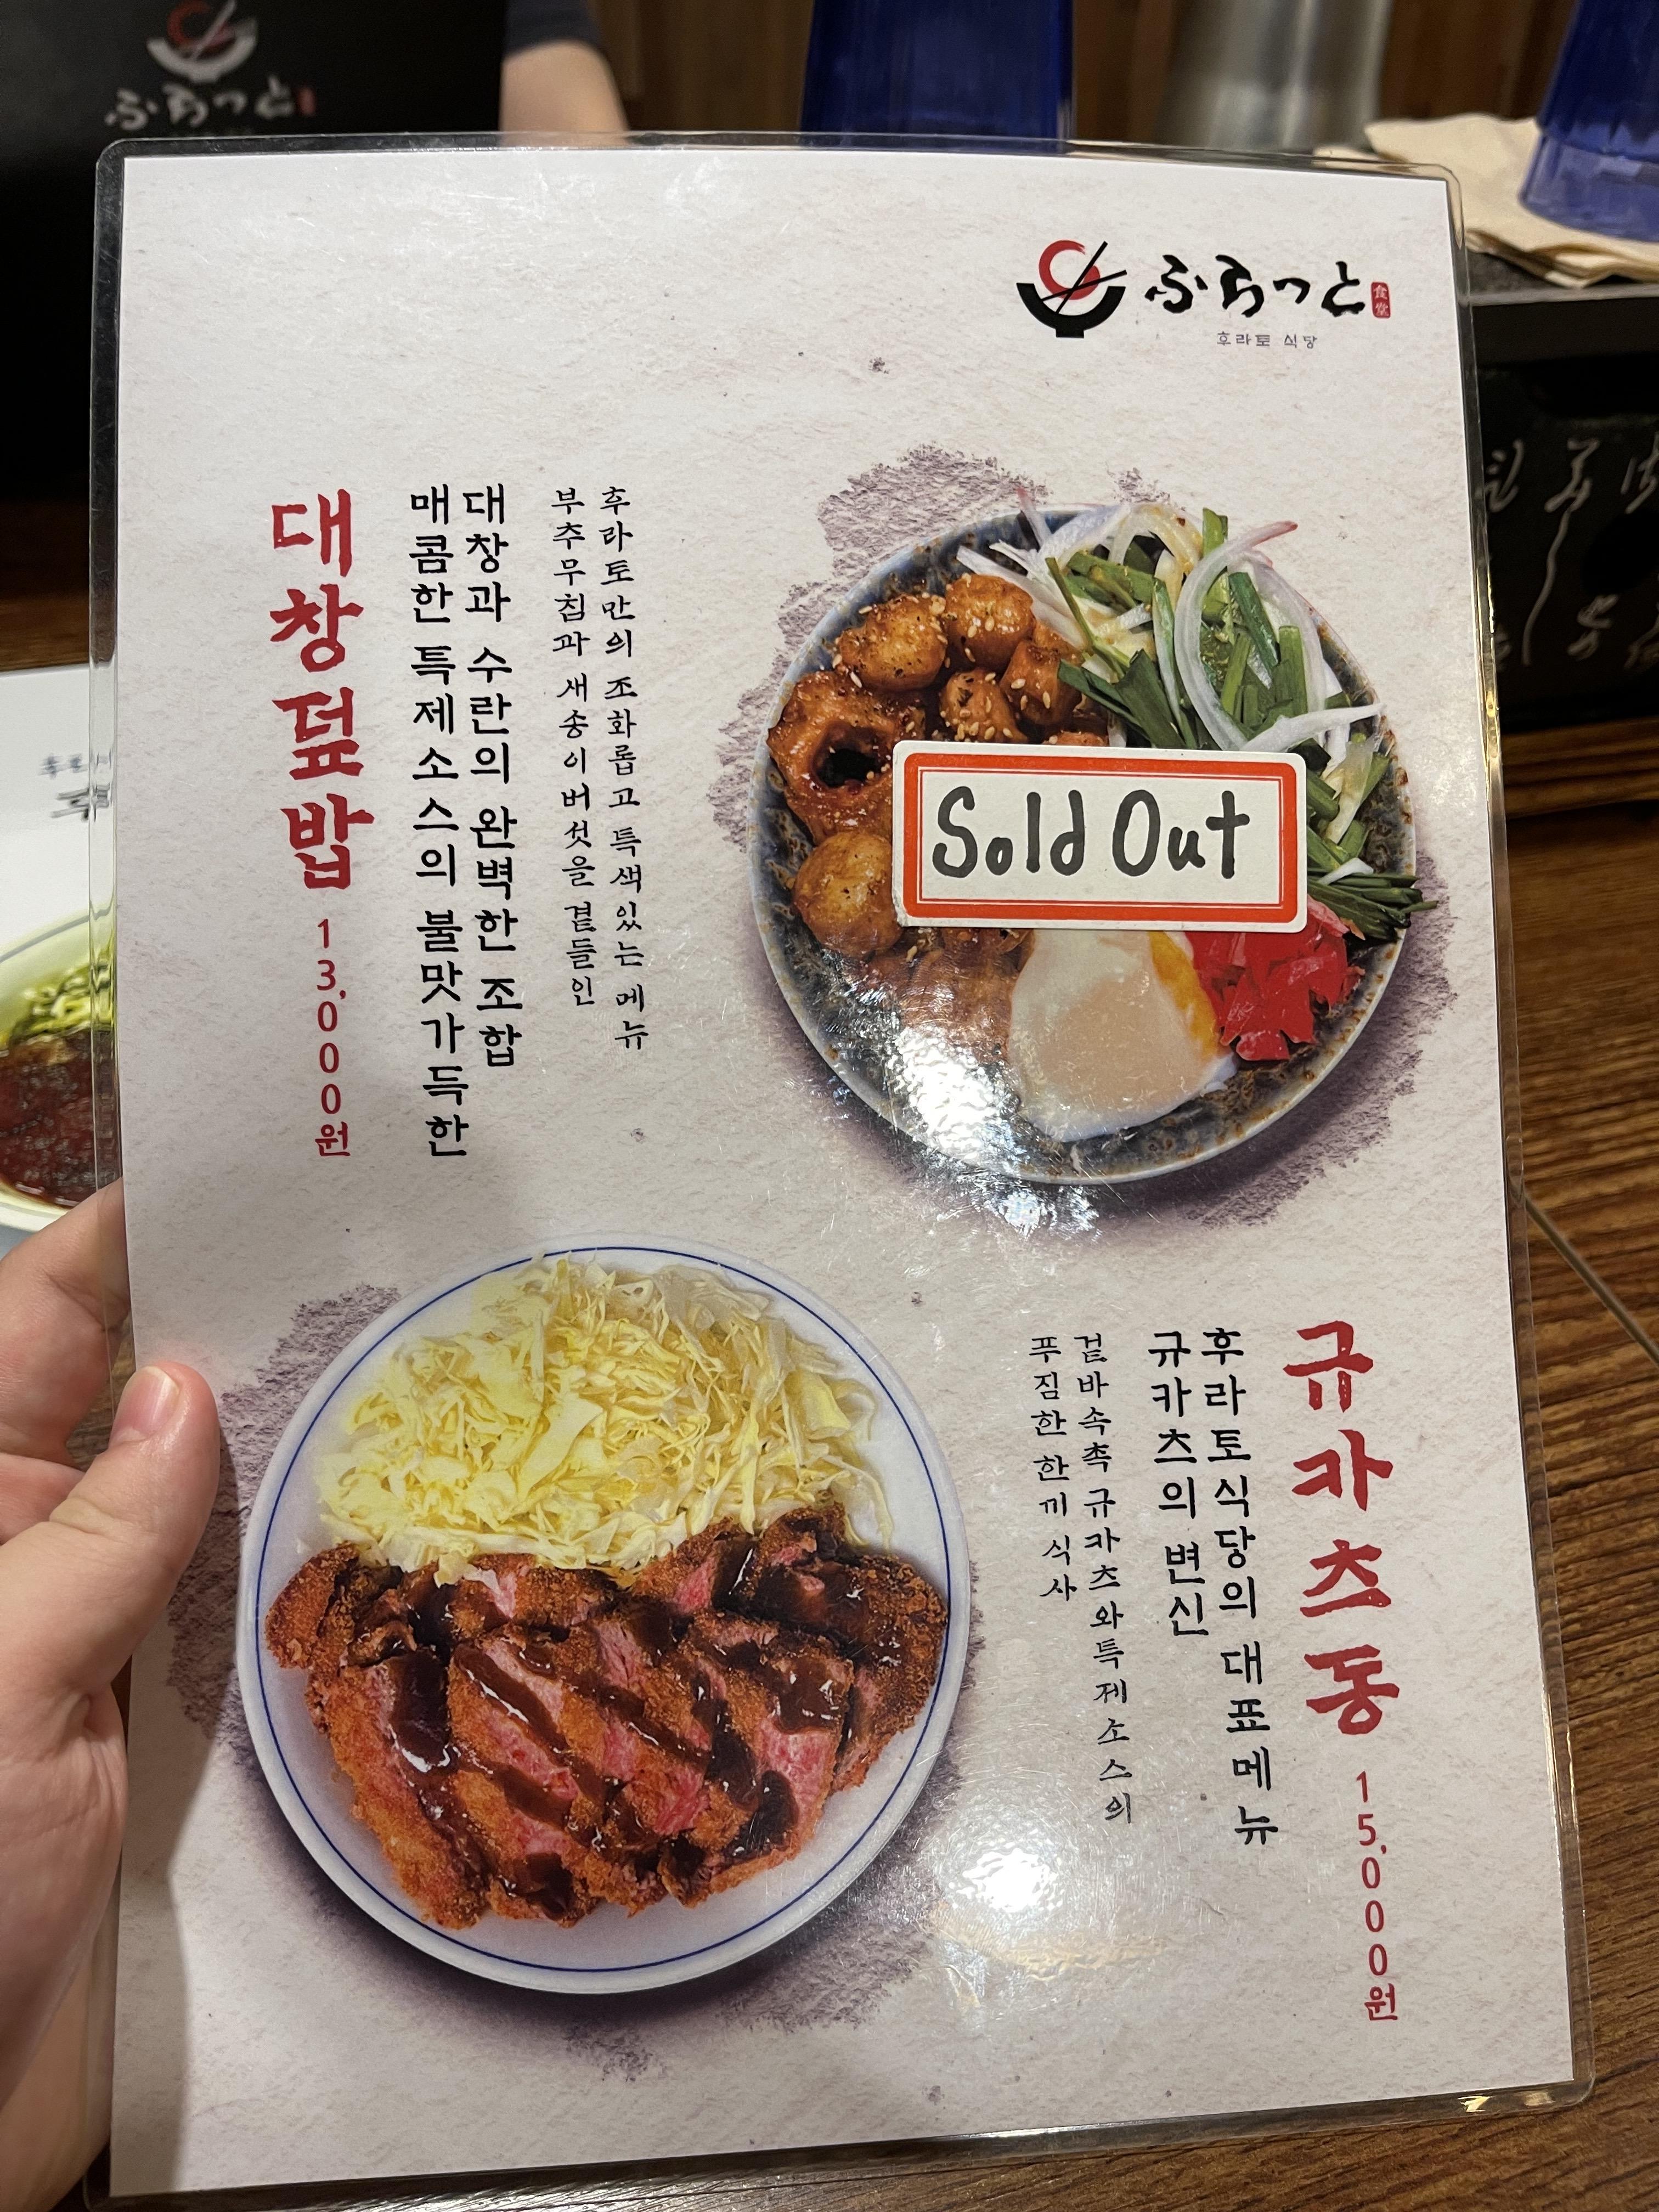 ふらっと
ふらっと 食堂
후라토 식당
대창덮밥 13,000원
매콤한 특제소스의 불맛가득한
대창과 수란의 완벽한 조합
부추무침과 새송이버섯을 곁들인
후라토만의 조화롭고 특색있는 메뉴
Sold Out
규카츠동 15,000원
후라토식당의 대표메뉴
규카츠의 변신
겉바속촉 규카츠와 특제소스의
푸짐한 한끼 식사